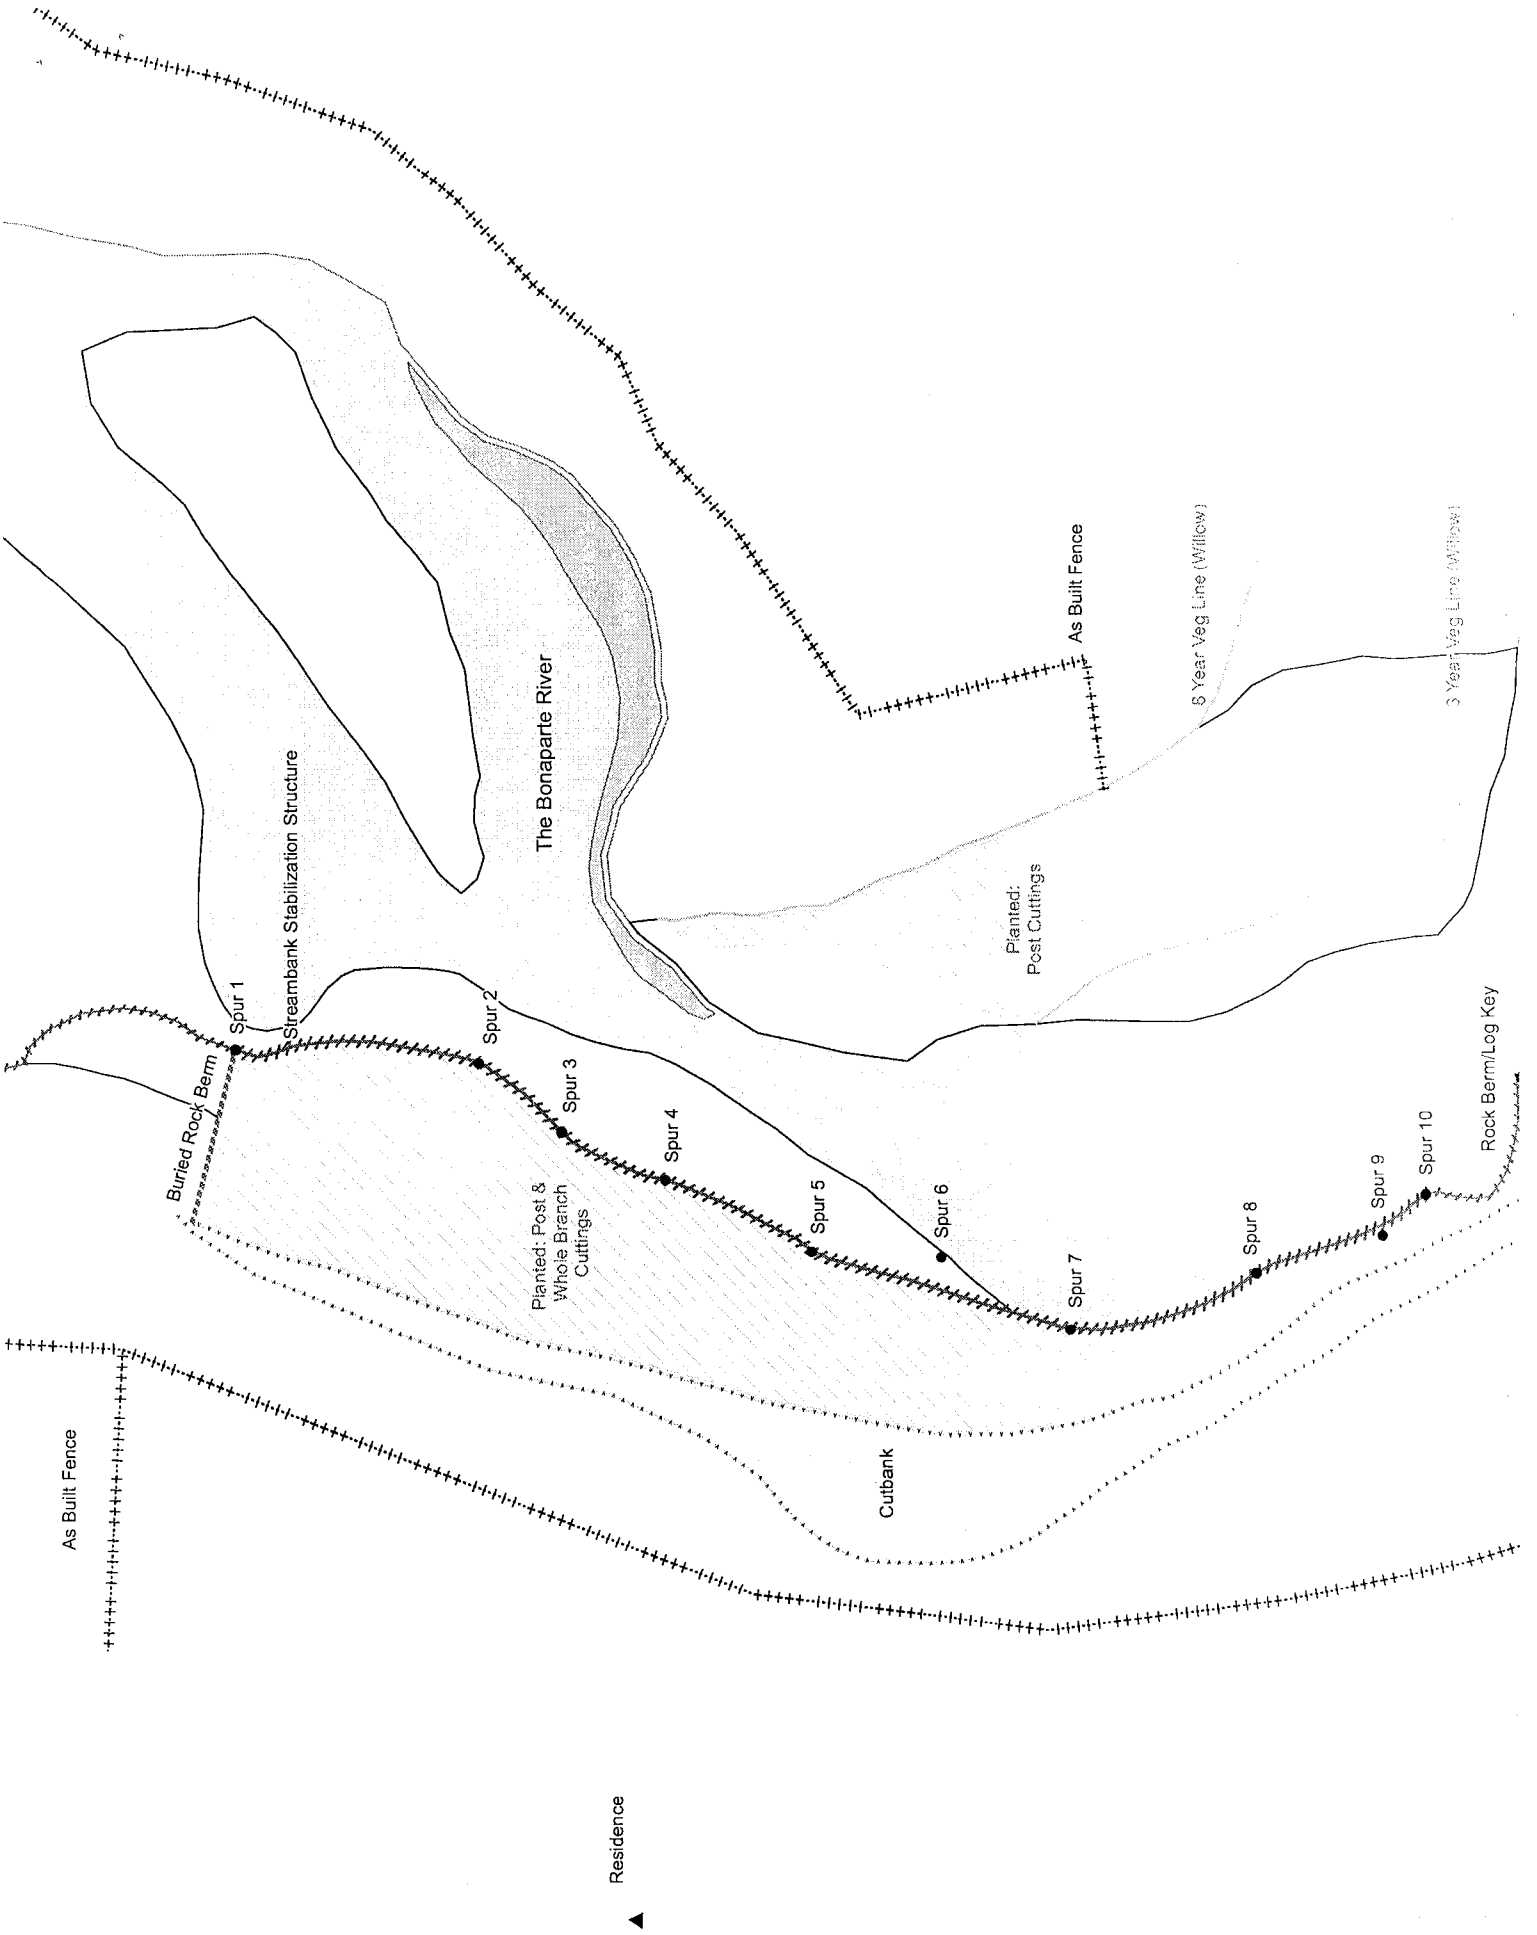 As Built Fence
Buried Rock Berm
Spur 1
Streambank Stabilization Structure
Spur 2
The Bonaparte River
Planted: Post &
Whole Branch
Cuttings
Spur 3
Residence
Spur 4
Spur 5
Cutbank
Spur 6
Planted:
Post Cuttings
Spur 7
As Built Fence
Year Veg Line (Willow)
Spur 8
Spur 9
Spur 10
3 Year Veg Line (Willow)
Rock Berm/Log Key